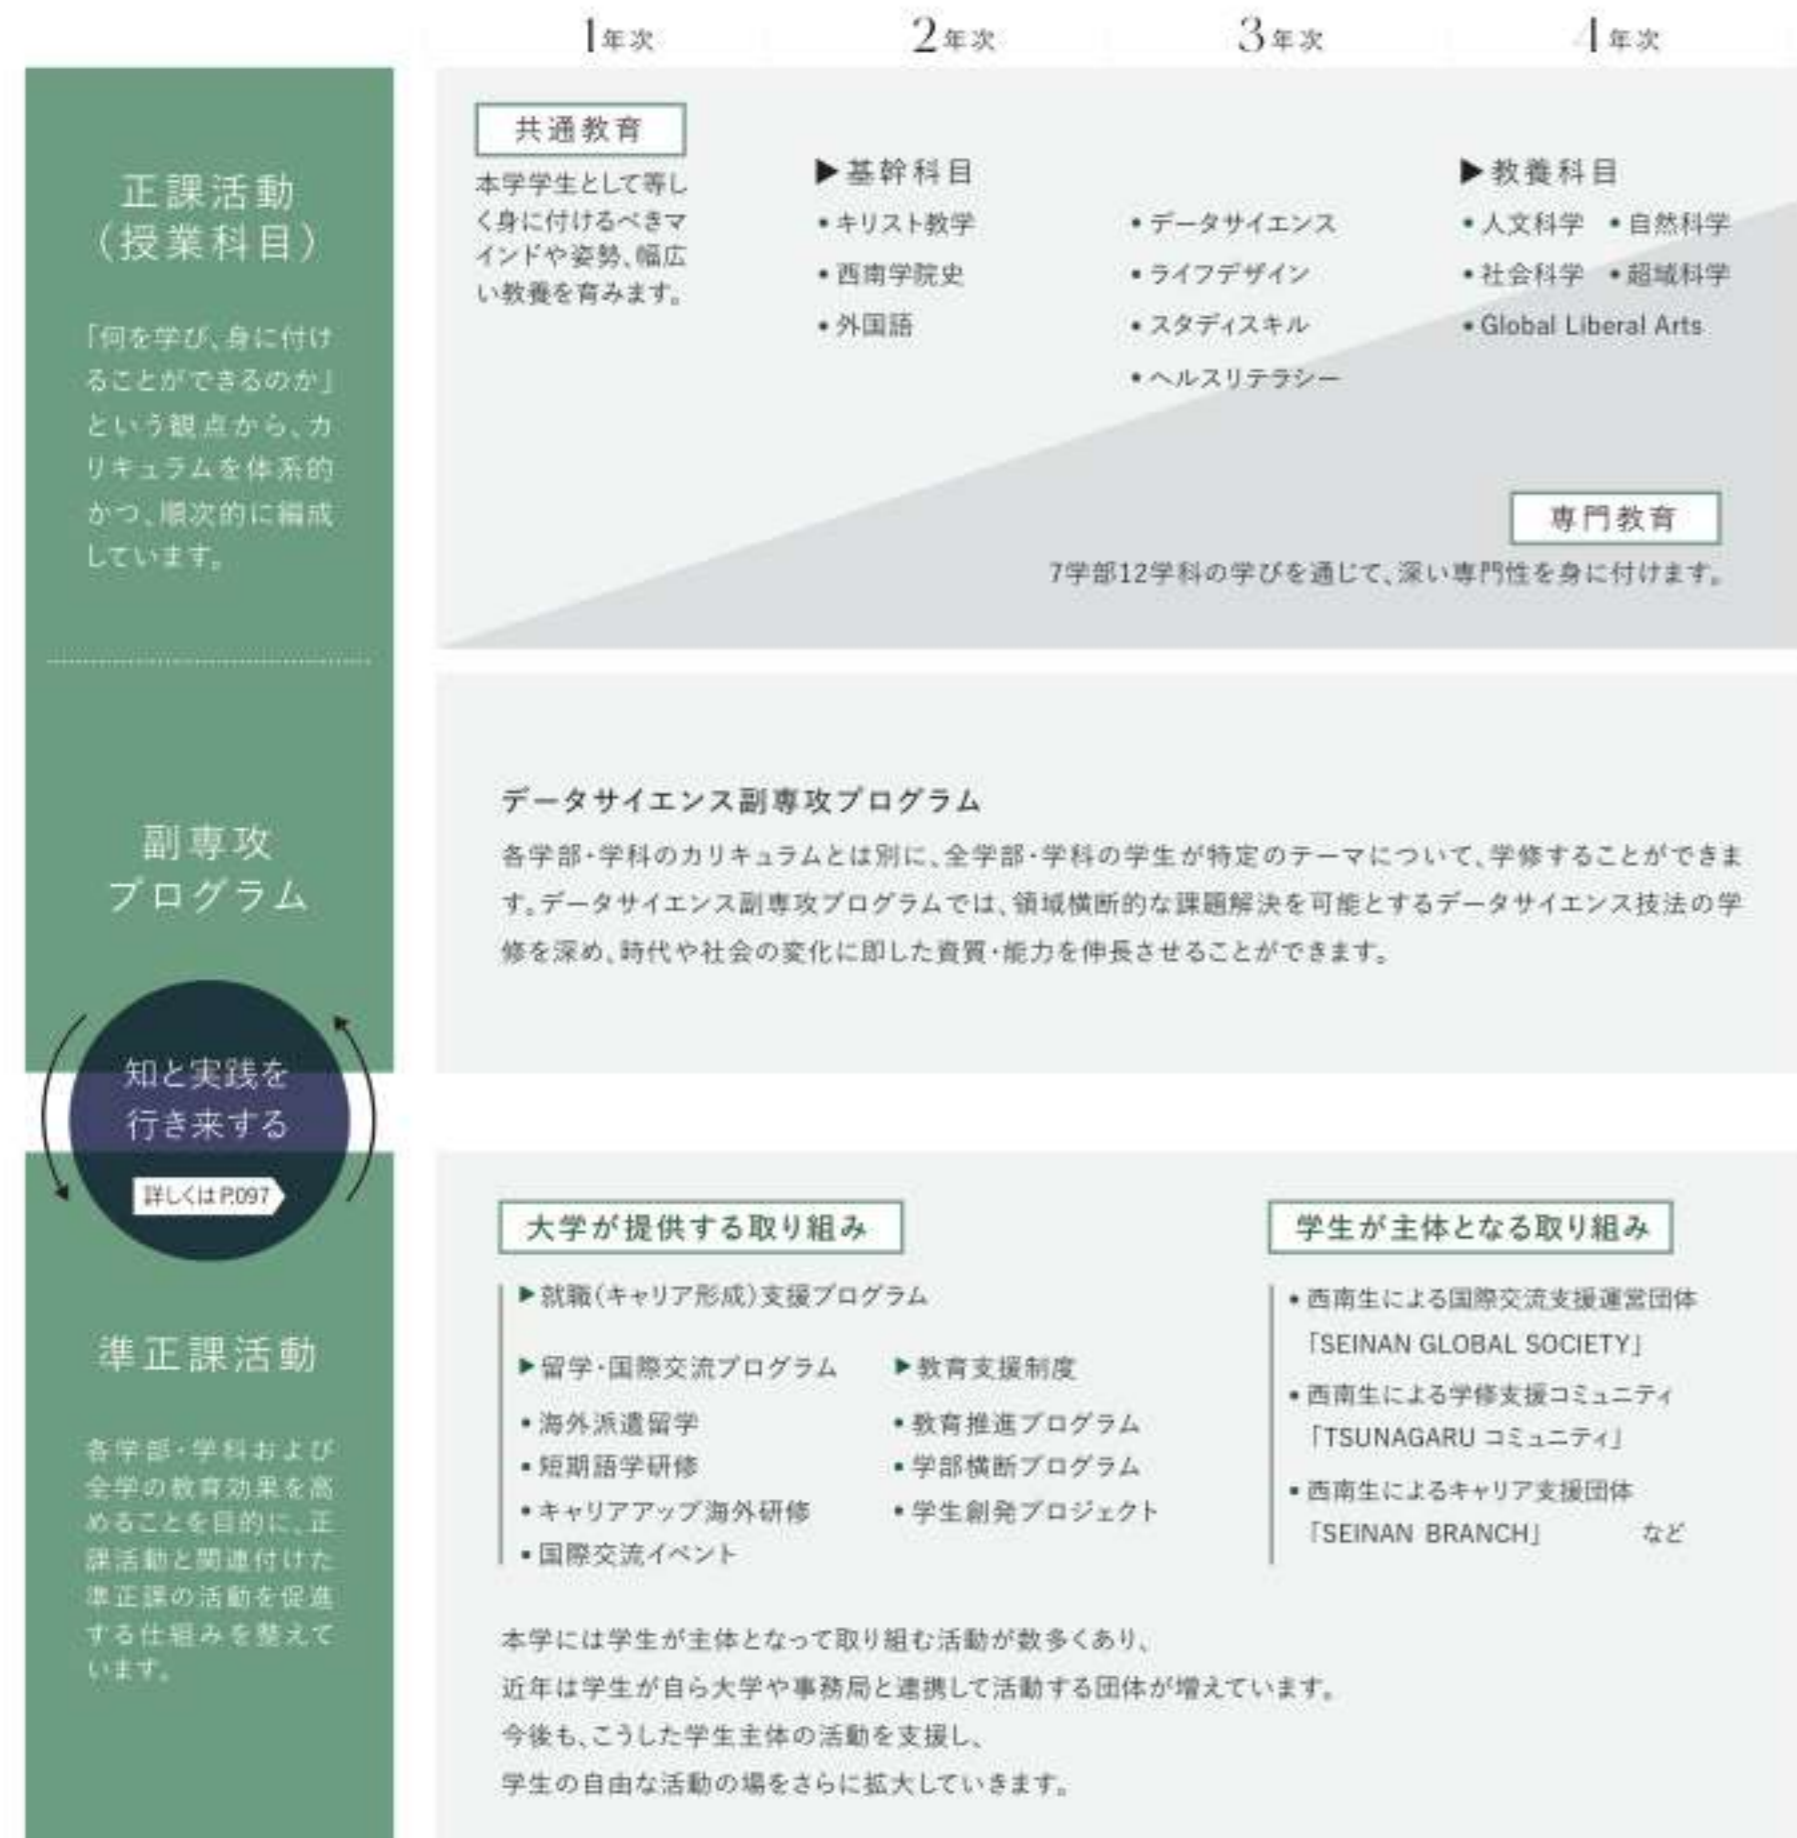 1年次 2年次 3年次 4年次
正課活動
（授業科目）
「何を学び、身に付け
ることができるのか」
という観点から、カ
リキュラムを体系的
かつ、順次的に編成
しています。
共通教育
本学学生として等し
く身に付けるべきマ
インドや姿勢、幅広
い教養を育みます。
▶基幹科目
•キリスト教学
•西南学院史
•外国語
•データサイエンス
•ライフデザイン
•スタディスキル
•ヘルスリテラシー
▶教養科目
•人文科学 •自然科学
•社会科学 •超域科学
•Global Liberal Arts
専門教育
7学部12学科の学びを通じて、深い専門性を身に付けます。
副専攻
プログラム
データサイエンス副専攻プログラム
各学部・学科のカリキュラムとは別に、全学部・学科の学生が特定のテーマについて、学修することができま
す。データサイエンス副専攻プログラムでは、領域横断的な課題解決を可能とするデータサイエンス技法の学
修を深め、時代や社会の変化に即した資質・能力を伸長させることができます。
知と実践を
行き来する
詳しくはP.097
準正課活動
各学部・学科および
全学の教育効果を高
めることを目的に、正
課活動と関連付けた
準正課の活動を促進
する仕組みを整えて
います。
大学が提供する取り組み
▶就職（キャリア形成）支援プログラム
▶留学・国際交流プログラム
•海外派遣留学
•短期語学研修
•キャリアアップ海外研修
•国際交流イベント
▶教育支援制度
•教育推進プログラム
•学部横断プログラム
•学生創発プロジェクト
学生が主体となる取り組み
•西南生による国際交流支援運営団体
「SEINAN GLOBAL SOCIETY」
•西南生による学修支援コミュニティ
「TSUNAGARU コミュニティ」
•西南生によるキャリア支援団体
「SEINAN BRANCH」 など
本学には学生が主体となって取り組む活動が数多くあり、
近年は学生が自ら大学や事務局と連携して活動する団体が増えています。
今後も、こうした学生主体の活動を支援し、
学生の自由な活動の場をさらに拡大していきます。